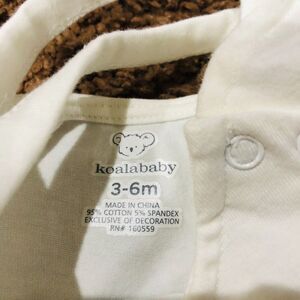 koalababy
3-6m
MADE IN CHINA
95% COTTON 5% SPANDEX
EXCLUSIVE OF DECORATION
RN# 160559